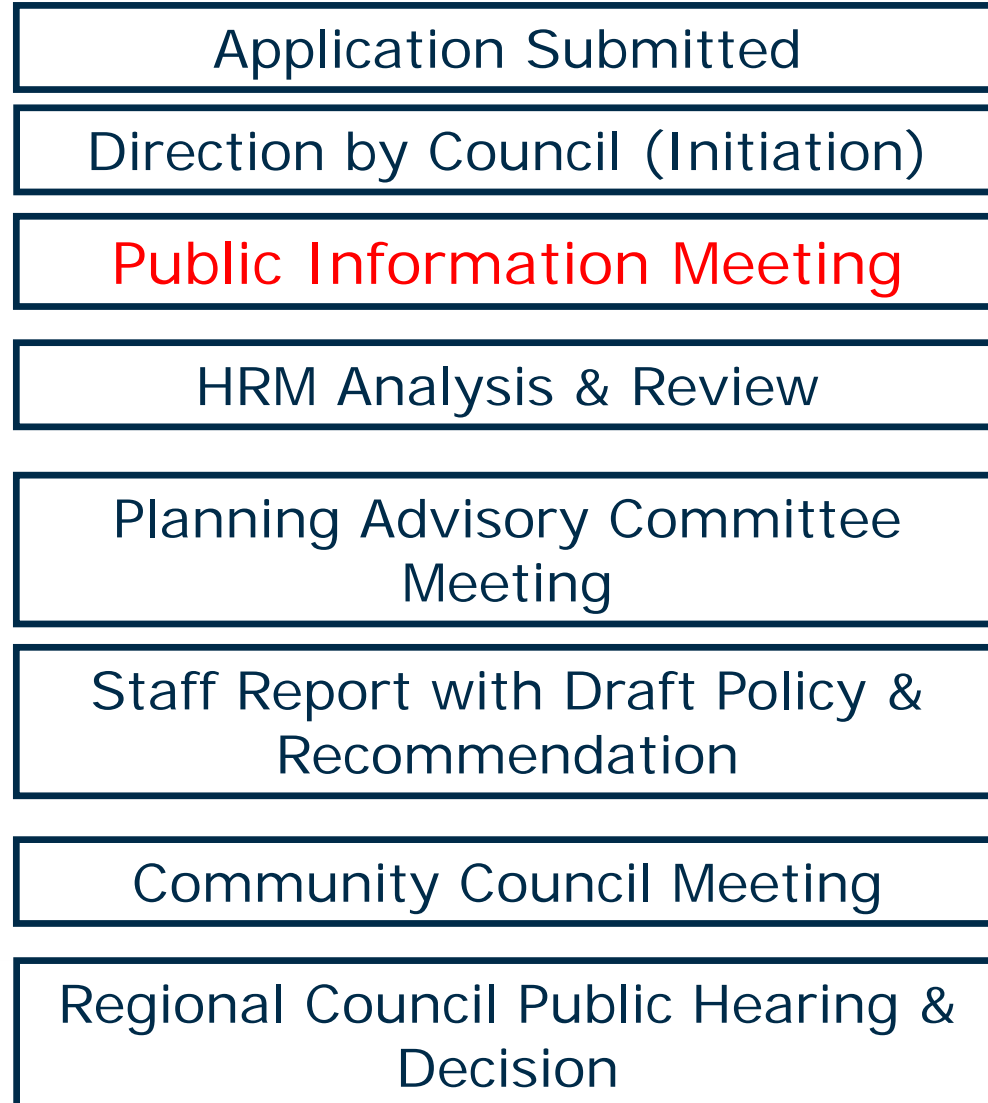 Application Submitted
Direction by Council (Initiation)
Public Information Meeting
HRM Analysis & Review
Planning Advisory Committee
Meeting
Staff Report with Draft Policy &
Recommendation
Community Council Meeting
Regional Council Public Hearing &
Decision